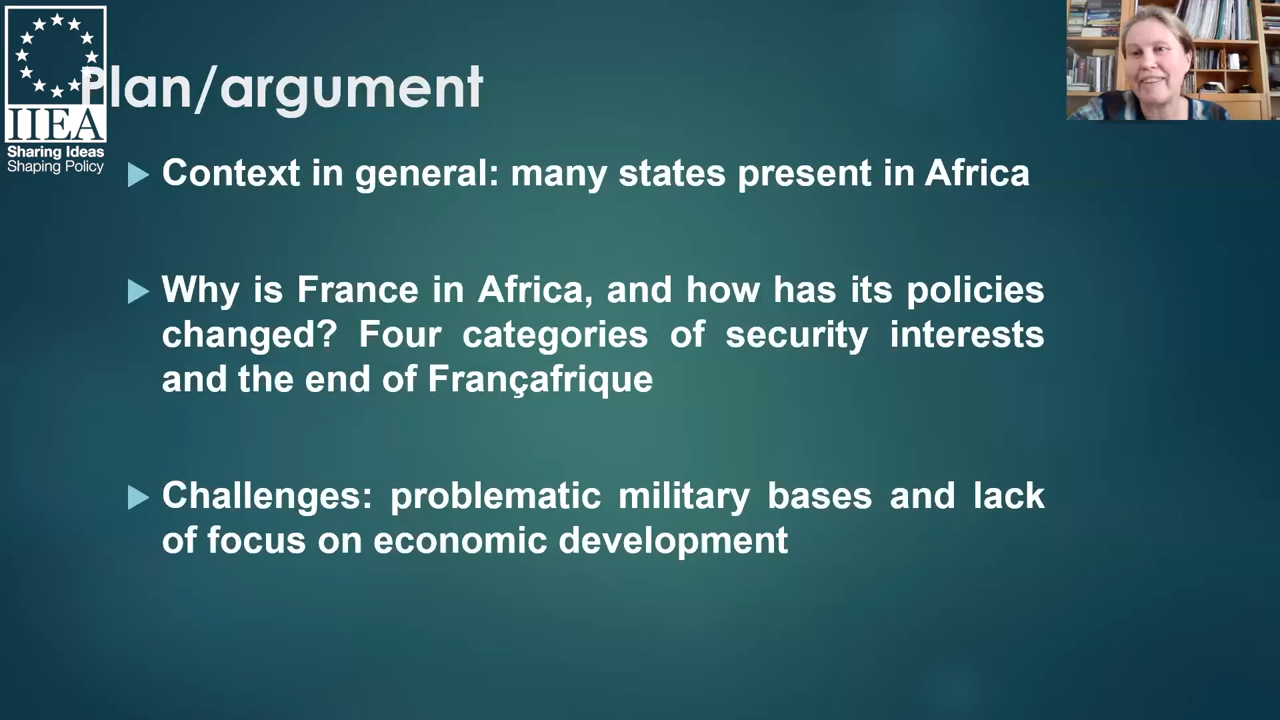 IIEA
Sharing Ideas
Shaping Policy
Plan/argument
Context in general: many states present in Africa
Why is France in Africa, and how has its policies
changed? Four categories of security interests
and the end of Françafrique
Challenges: problematic military bases and lack
of focus on economic development